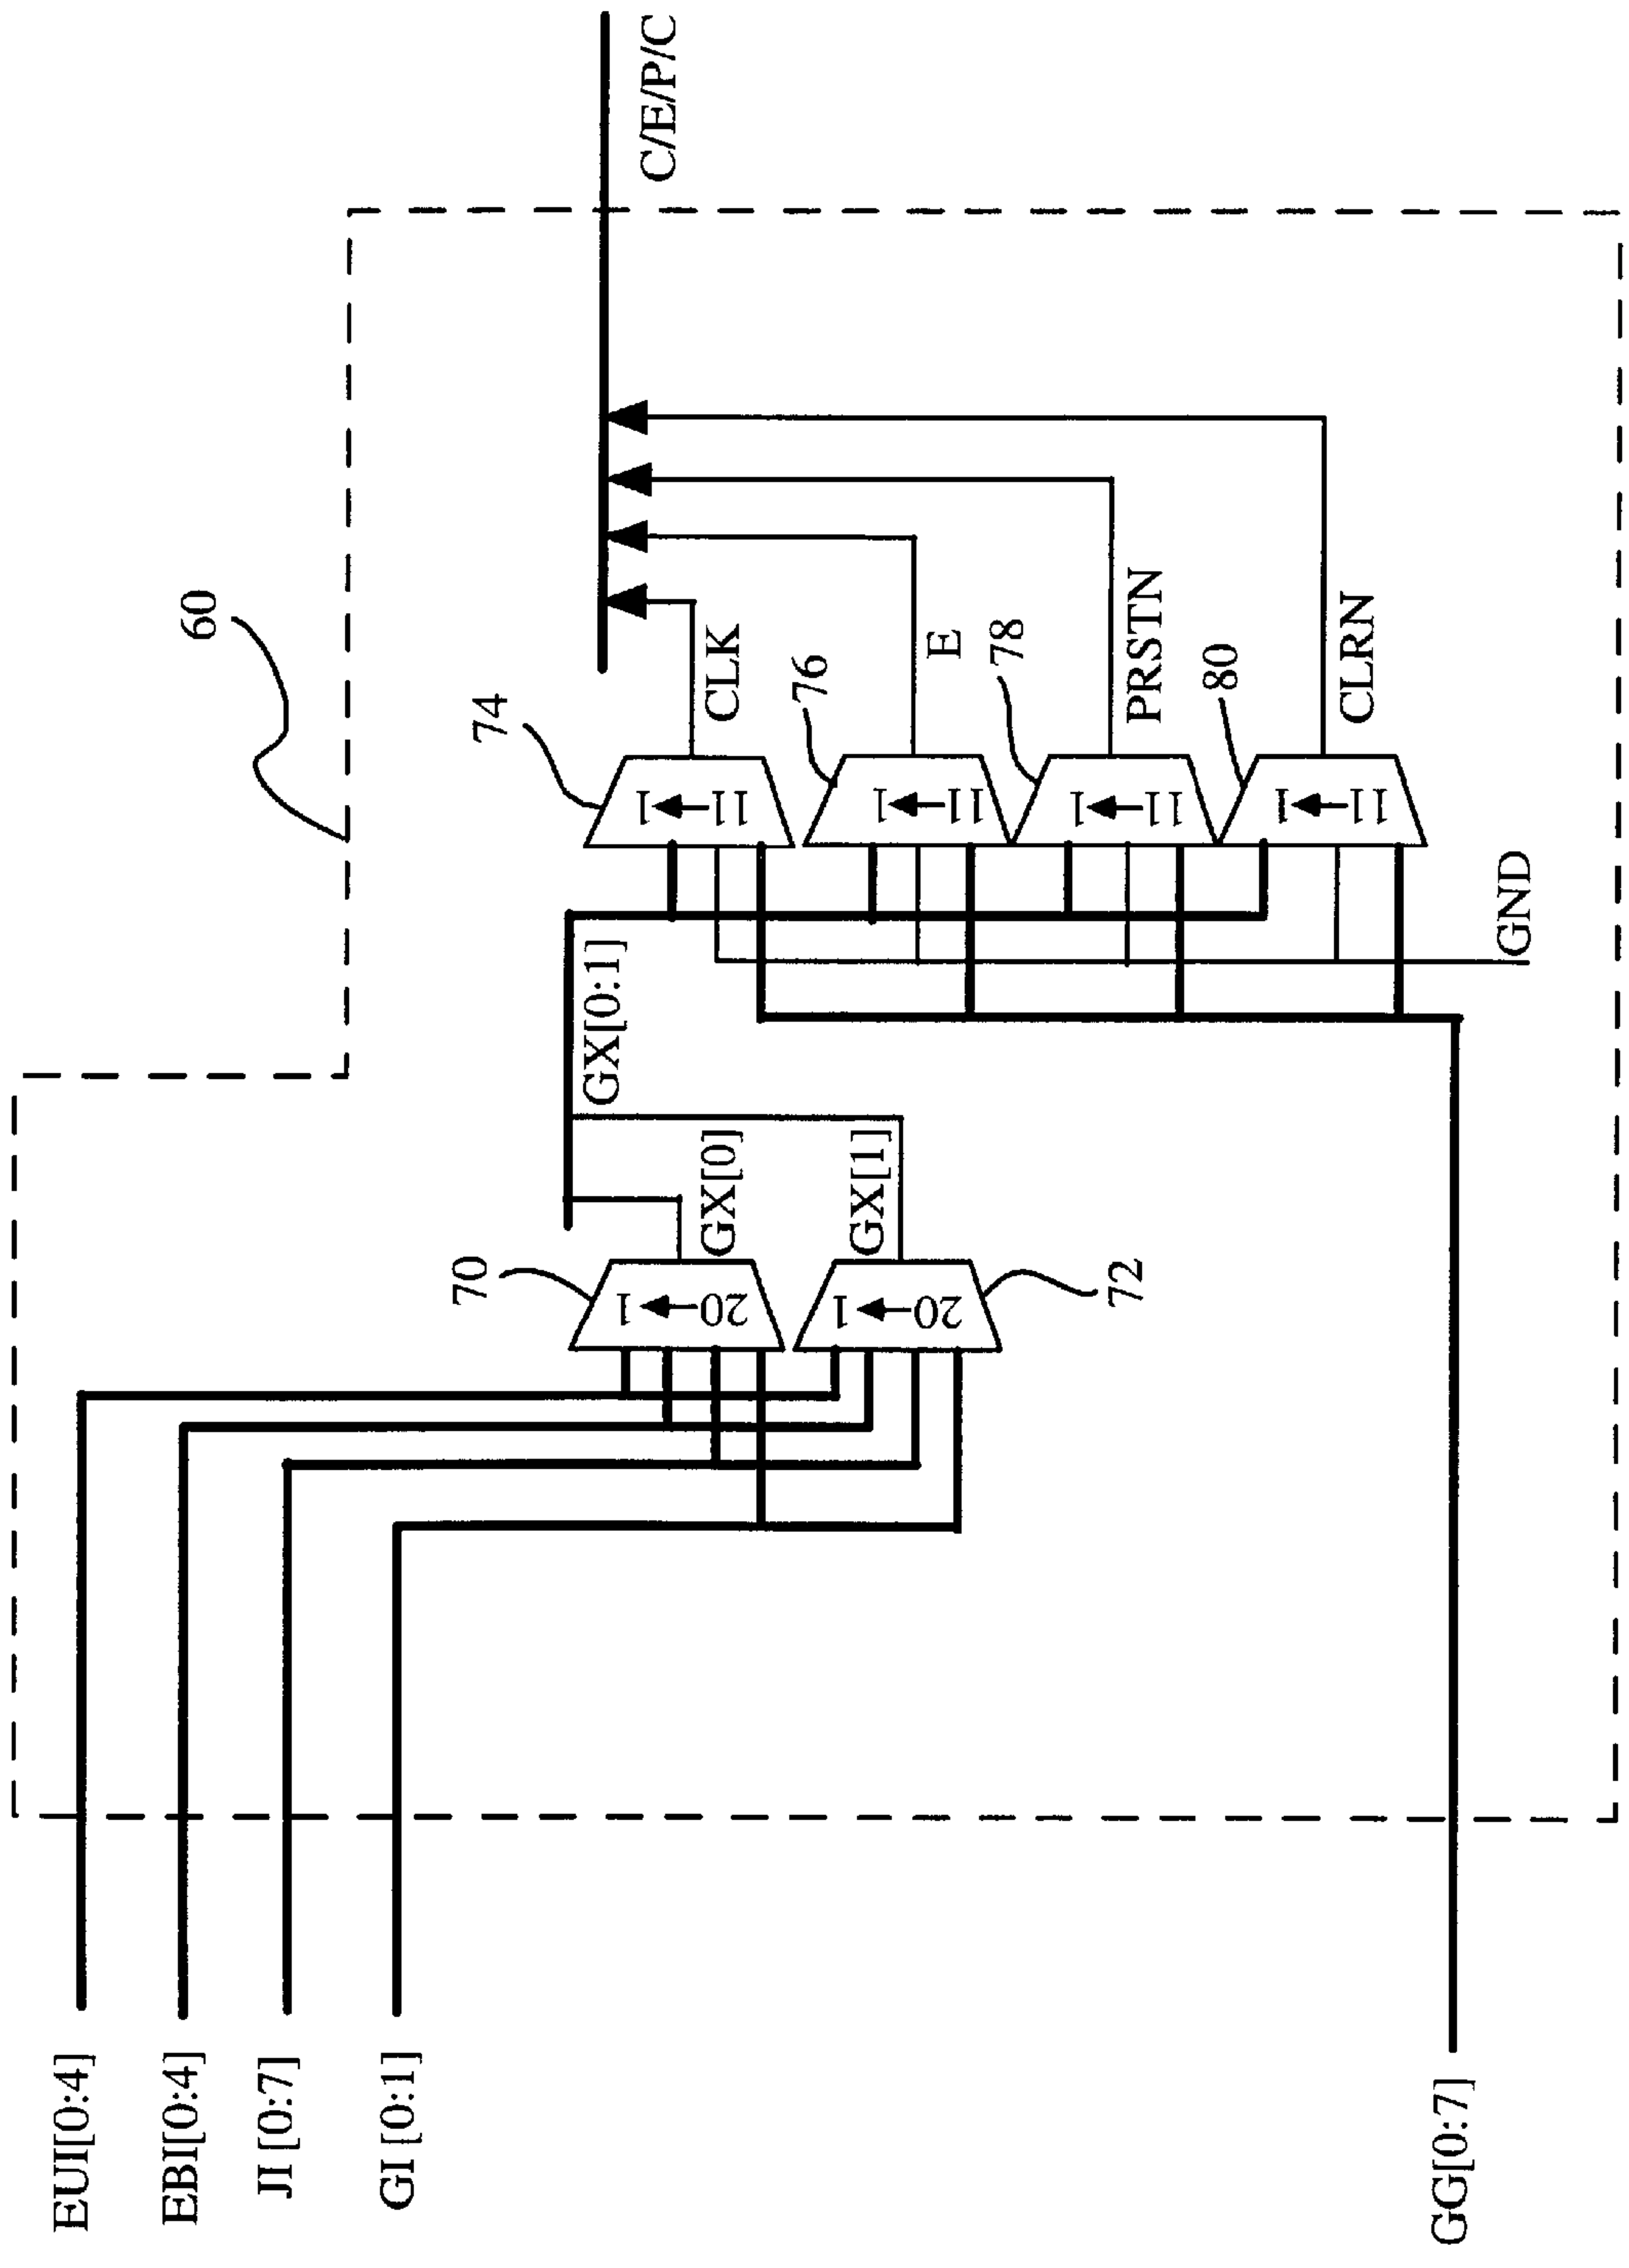 EUI[0:4]
EBI[0:4]
JI [0:7]
GI [0:1]
GG[0:7]
60
70
20
1
GX[0]
GX[1]
20
1
72
GX[0:1]
74
11
1
CLK
76
11
1
E
78
11
1
PRSTN
80
11
1
CLRN
GND
C/E/P/C